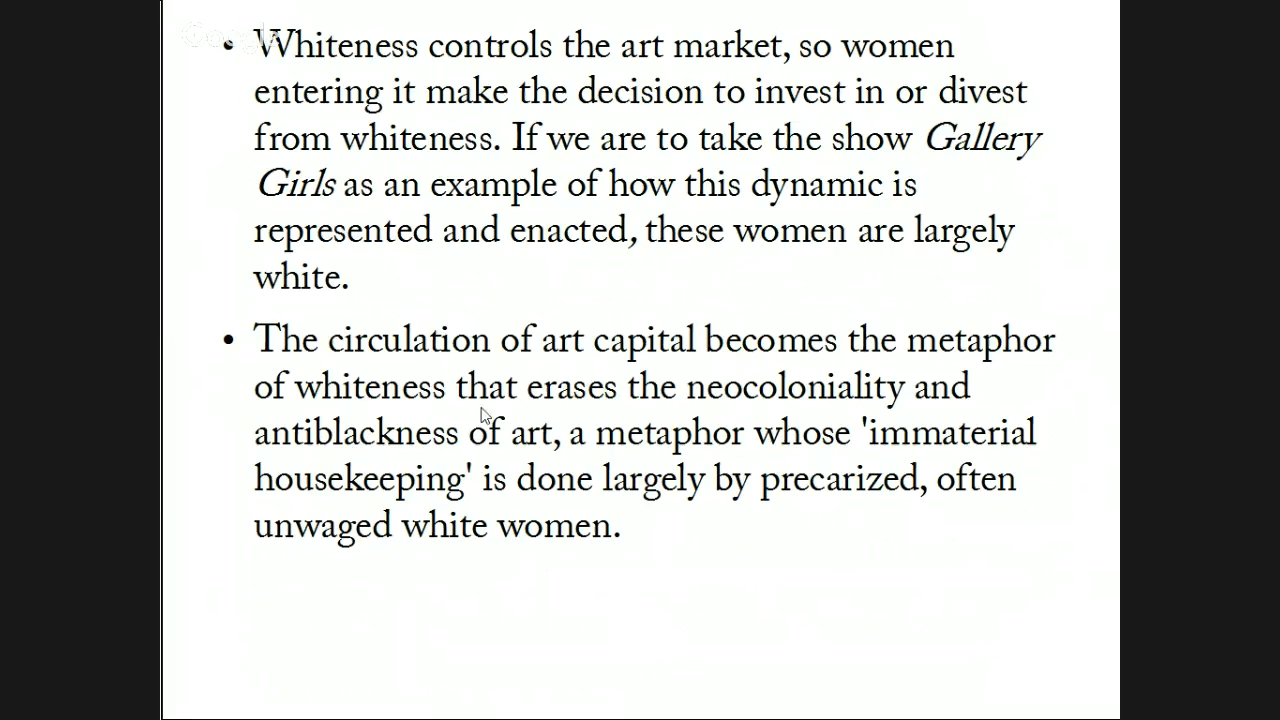 Google
• Whiteness controls the art market, so women
entering it make the decision to invest in or divest
from whiteness. If we are to take the show Gallery
Girls as an example of how this dynamic is
represented and enacted, these women are largely
white.
• The circulation of art capital becomes the metaphor
of whiteness that erases the neocoloniality and
antiblackness of art, a metaphor whose 'immaterial
housekeeping' is done largely by precarized, often
unwaged white women.